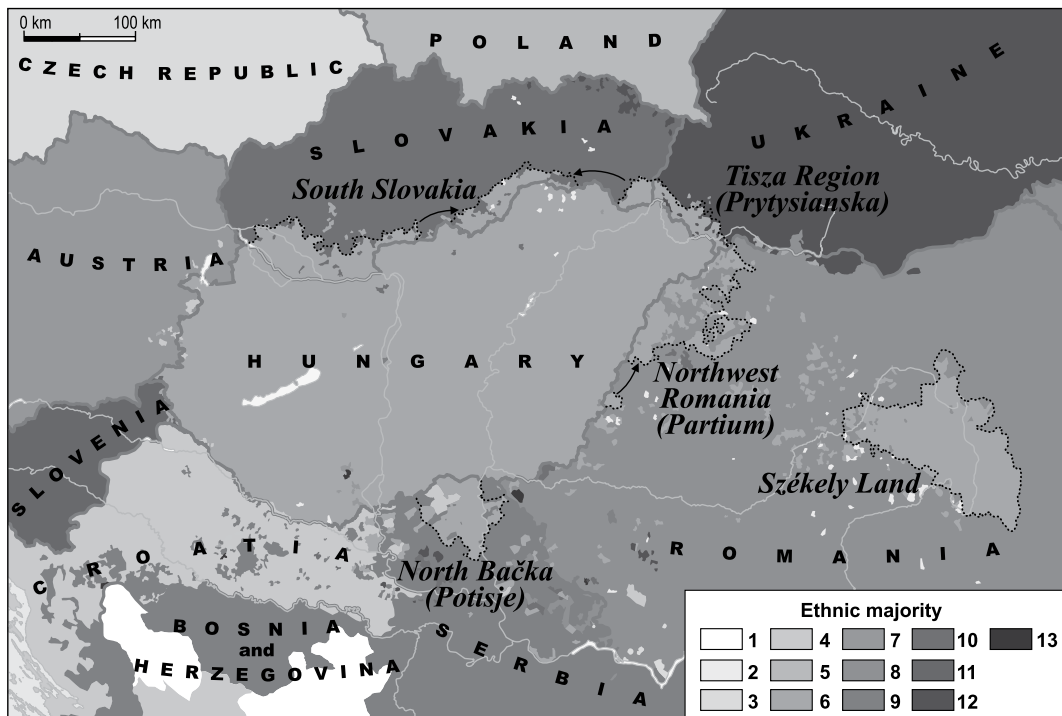 0 km 100 km
CZECH REPUBLIC
POLAND
UKRAINE
SLOVAKIA
South Slovakia
Tisza Region
(Prytysianska)
AUSTRIA
HUNGARY
Northwest
Romania
(Partium)
SLOVENIA
Székely Land
CROATIA
ROMANIA
North Bačka
(Potisje)
BOSNIA
and
HERZEGOVINA
SERBIA
Ethnic majority
1 4 7 10 13
2 5 8 11
3 6 9 12